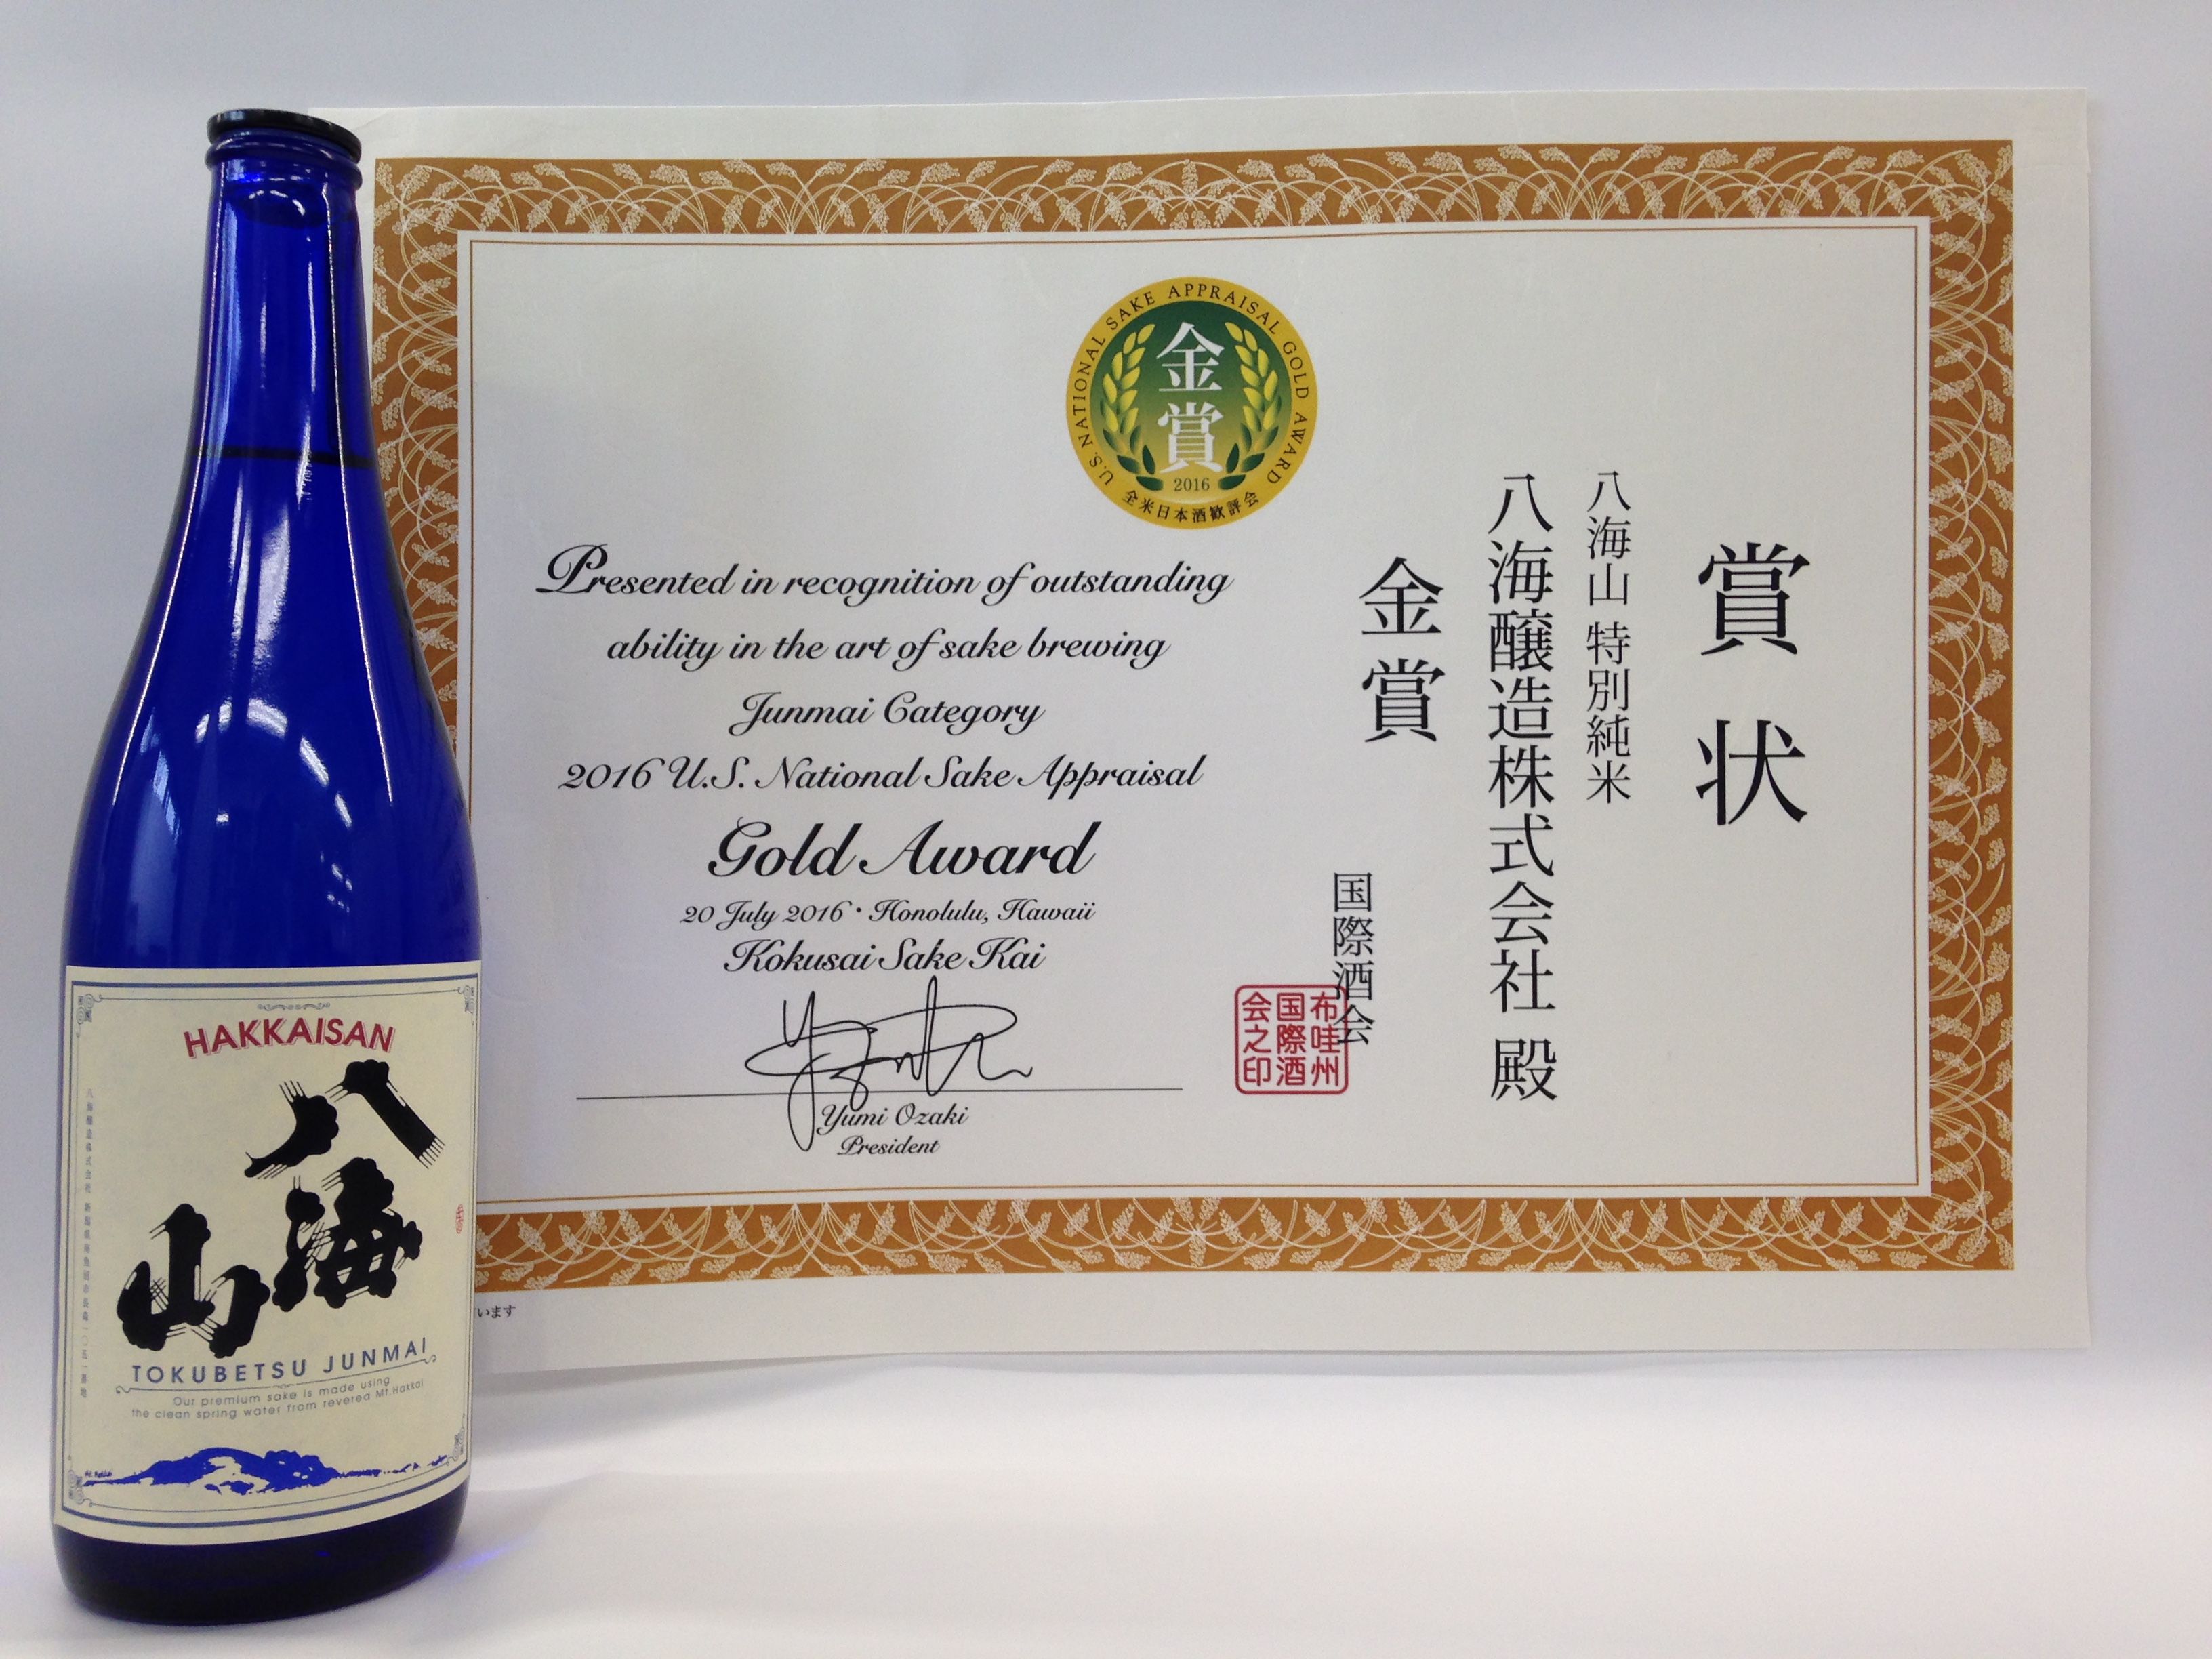 HAKKAISAN
八海山
TOKUBETSU JUNMAI
Our premium sake is made using
the clean spring water from revered Mt.Hakkai
U.S. NATIONAL SAKE APPRAISAL GOLD AWARD
金賞
2016
全米日本酒歓評会
Presented in recognition of outstanding
ability in the art of sake brewing
Junmai Category
2016 U.S. National Sake Appraisal
Gold Award
20 July 2016 • Honolulu, Hawaii
Kokusai Sake Kai
Yumi Ozaki
President
賞状
八海山 特別純米
八海醸造株式会社 殿
金賞
国際酒会
布哇州
国際酒
会之印
います